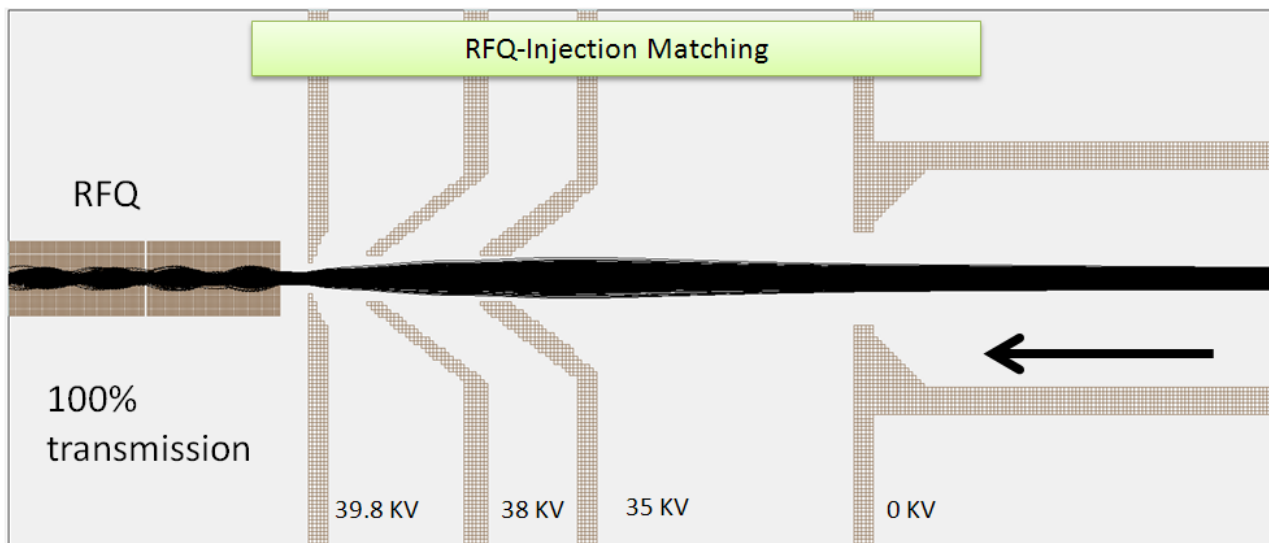 RFQ-Injection Matching
RFQ
100%
transmission
39.8 KV
38 KV
35 KV
0 KV